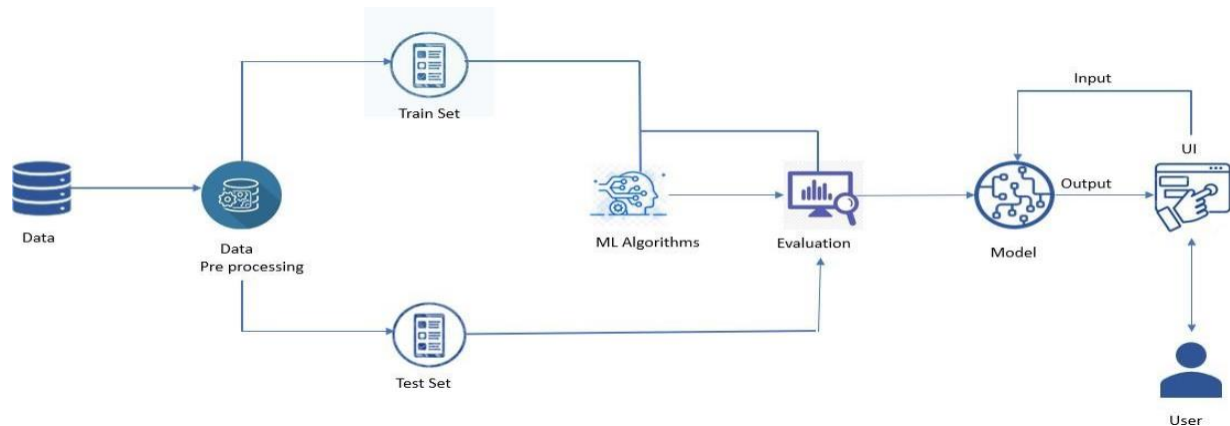 Train Set
Input
UI
Output
Data
Data
Pre processing
ML Algorithms
Evaluation
Model
Test Set
User